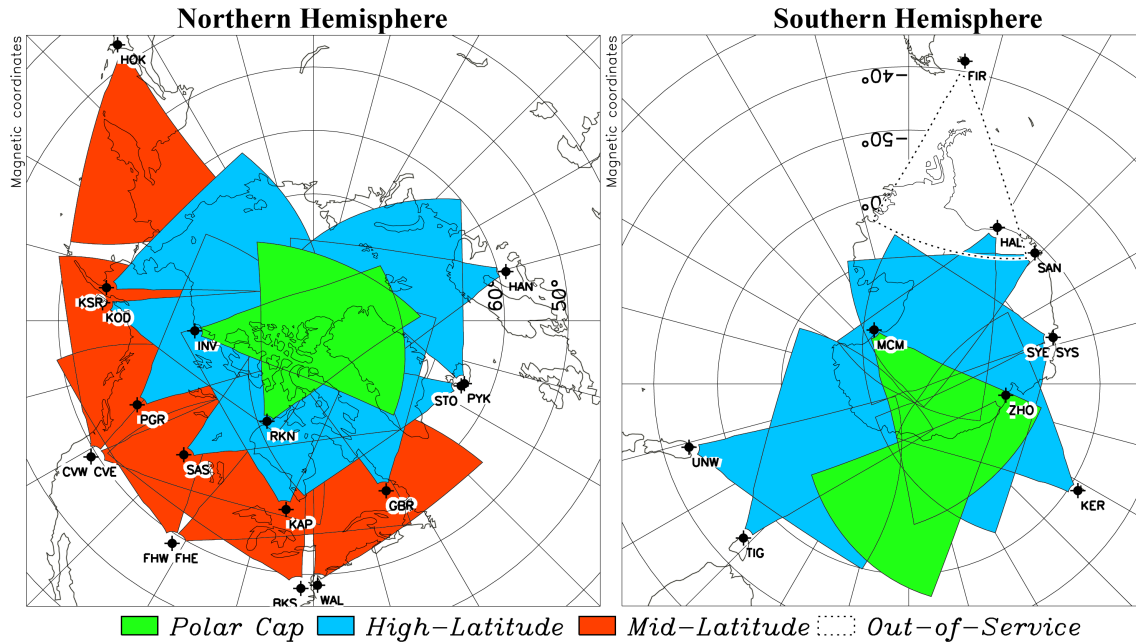 Northern Hemisphere
Southern Hemisphere
Magnetic coordinates
HOK
KSR
KOD
INV
HAN
60°
50°
STO
PYK
PGR
RKN
CVW CVE
SAS
GBR
KAP
FHW FHE
BKS
WAL
Magnetic coordinates
-40°
FIR
-50°
HAL
SAN
MCM
SYE SYS
ZHO
UNW
KER
TIG
Polar Cap
High-Latitude
Mid-Latitude
Out-of-Service